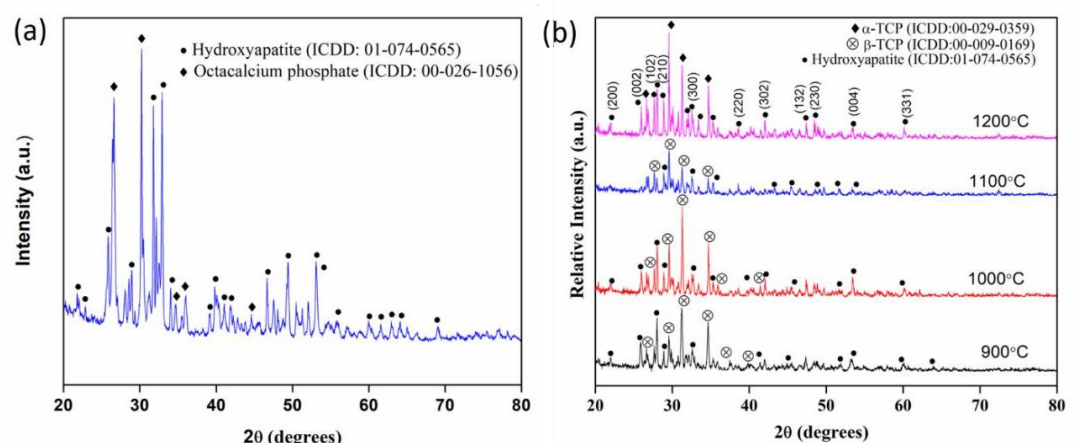 (a)
Hydroxyapatite (ICDD: 01-074-0565)
Octacalcium phosphate (ICDD: 00-026-1056)
Intensity (a.u.)
20 30 40 50 60 70 80
2θ (degrees)
(b)
α-TCP (ICDD:00-029-0359)
β-TCP (ICDD:00-009-0169)
Hydroxyapatite (ICDD:01-074-0565)
(200) (002) (102) (210) (300) (220) (302) (132) (230) (004) (331)
1200°C
1100°C
1000°C
900°C
Relative Intensity (a.u.)
20 30 40 50 60 70 80
2θ (degrees)